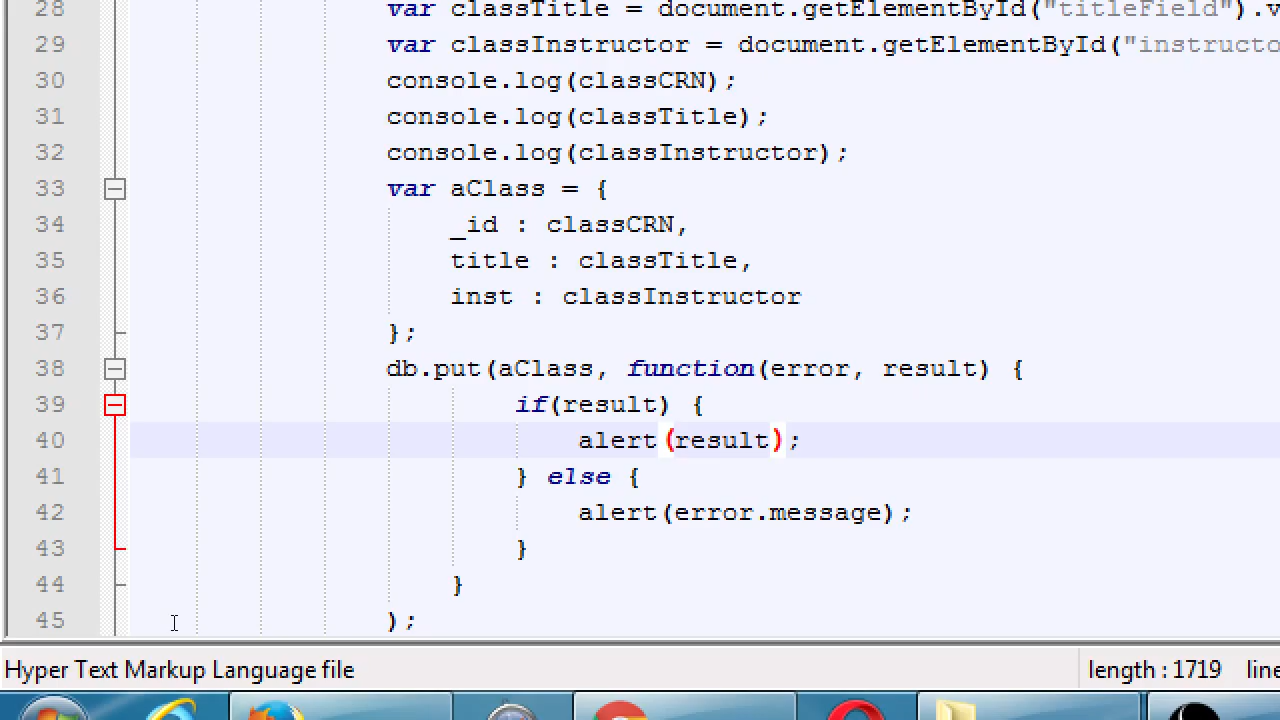 28 var classTitle = document.getElementById("titleField").v
29 var classInstructor = document.getElementById("instructo
30 console.log(classCRN);
31 console.log(classTitle);
32 console.log(classInstructor);
33 var aClass = {
34 _id : classCRN,
35 title : classTitle,
36 inst : classInstructor
37 };
38 db.put(aClass, function(error, result) {
39 if(result) {
40 alert(result);
41 } else {
42 alert(error.message);
43 }
44 }
45 );
Hyper Text Markup Language file length : 1719 line